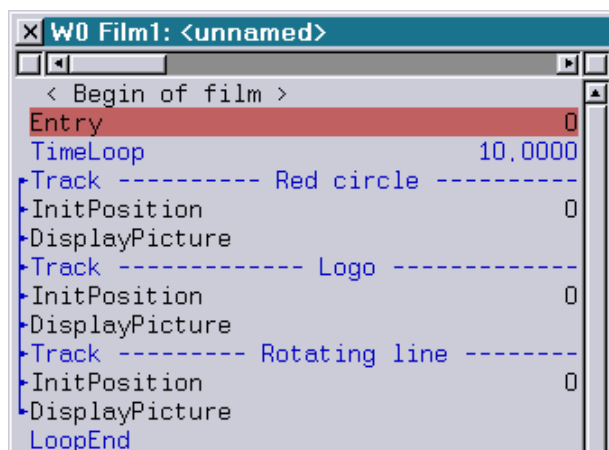 W0 Film1: <unnamed>
< Begin of film >
Entry 0
TimeLoop 10.0000
Track ---------- Red circle ----------
InitPosition 0
DisplayPicture
Track ------------- Logo -------------
InitPosition 0
DisplayPicture
Track --------- Rotating line --------
InitPosition 0
DisplayPicture
LoopEnd